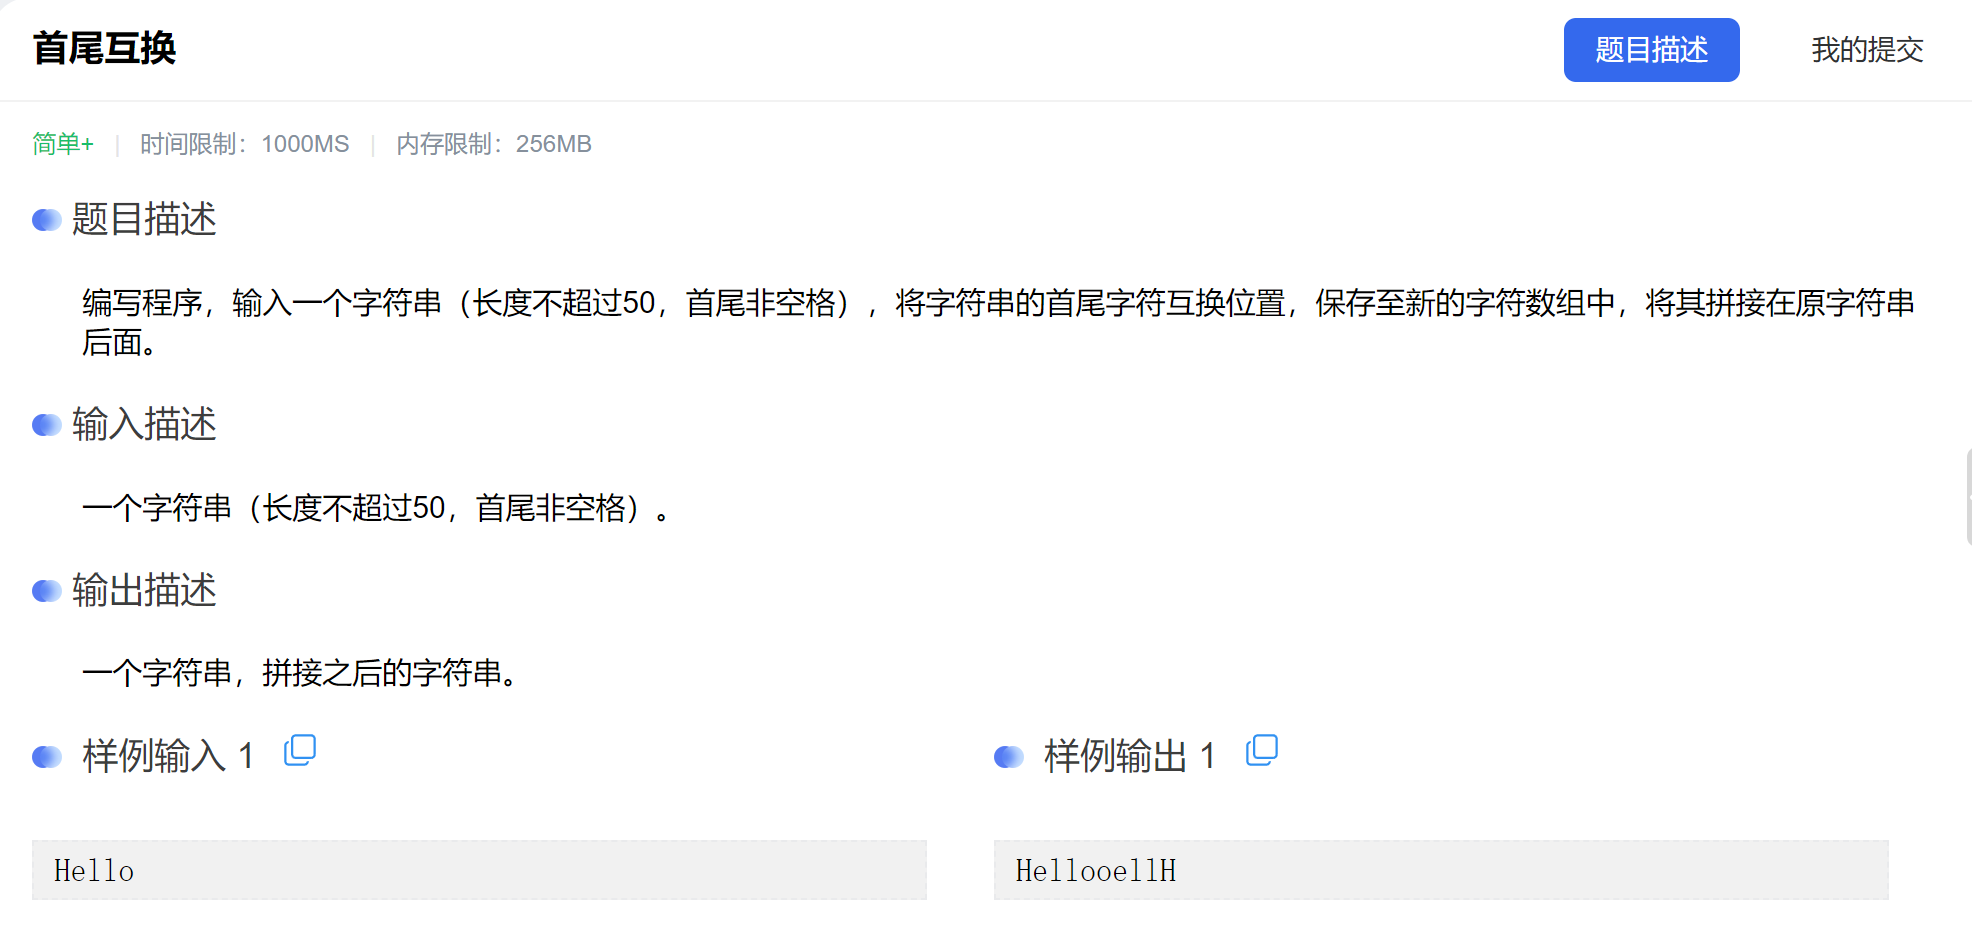 首尾互换
题目描述
我的提交
简单+ | 时间限制：1000MS | 内存限制：256MB
题目描述
编写程序，输入一个字符串（长度不超过50，首尾非空格），将字符串的首尾字符互换位置，保存至新的字符数组中，将其拼接在原字符串
后面。
输入描述
一个字符串（长度不超过50，首尾非空格）。
输出描述
一个字符串，拼接之后的字符串。
样例输入 1
样例输出 1
Hello
HellooellH